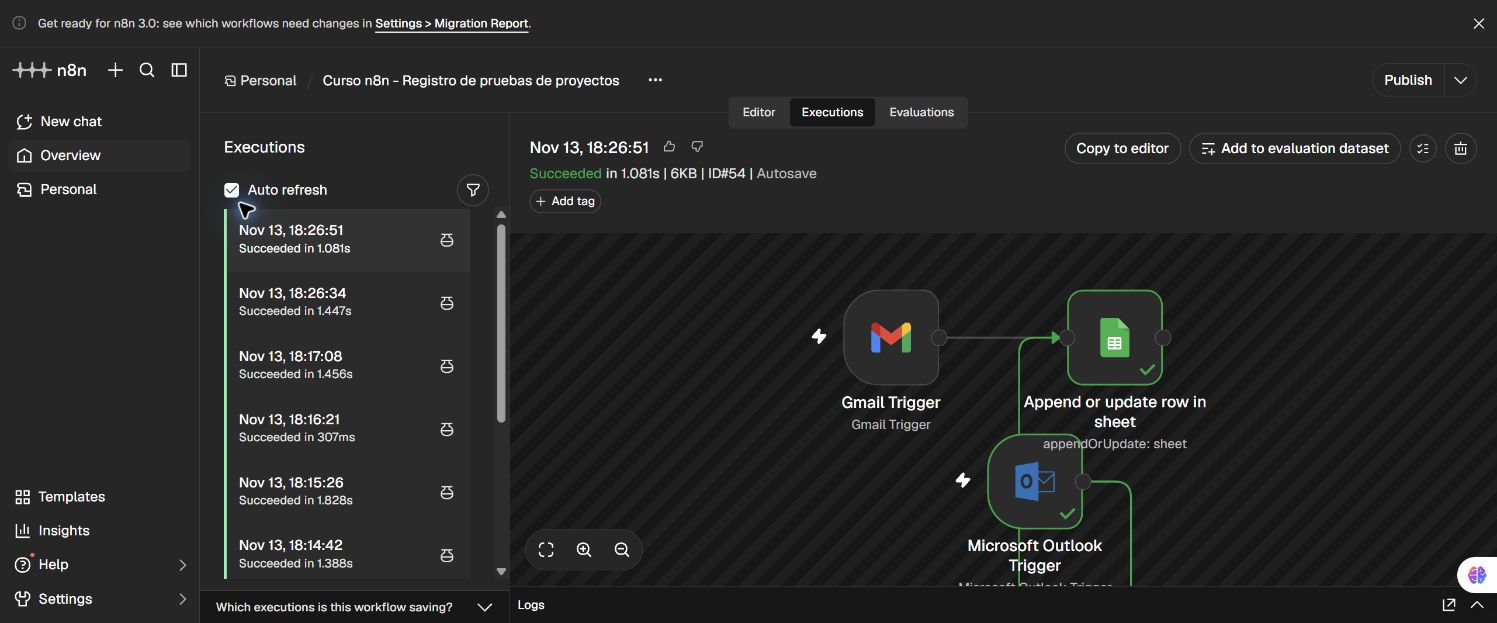 Get ready for n8n 3.0: see which workflows need changes in Settings > Migration Report.
n8n
Personal / Curso n8n - Registro de pruebas de proyectos ...
Publish
New chat
Overview
Personal
Templates
Insights
Help
Settings
Editor Executions Evaluations
Executions
Auto refresh
Nov 13, 18:26:51
Succeeded in 1.081s
Nov 13, 18:26:34
Succeeded in 1.447s
Nov 13, 18:17:08
Succeeded in 1.456s
Nov 13, 18:16:21
Succeeded in 307ms
Nov 13, 18:15:26
Succeeded in 1.828s
Nov 13, 18:14:42
Succeeded in 1.388s
Which executions is this workflow saving?
Nov 13, 18:26:51
Succeeded in 1.081s | 6KB | ID#54 | Autosave
+ Add tag
Copy to editor
Add to evaluation dataset
Gmail Trigger
Gmail Trigger
Append or update row in
sheet
appendOrUpdate: sheet
Microsoft Outlook
Trigger
Microsoft Outlook Trigger
Logs